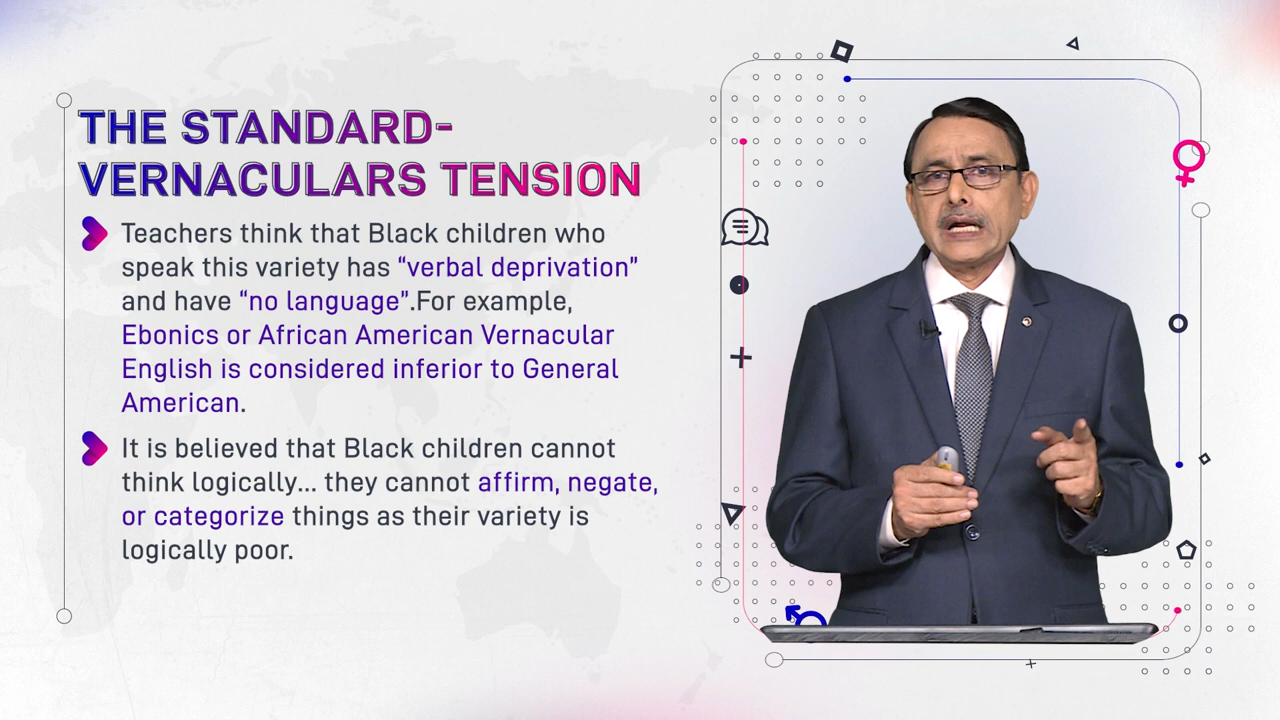 THE STANDARD-
VERNACULARS TENSION
Teachers think that Black children who
speak this variety has “verbal deprivation”
and have “no language”.For example,
Ebonics or African American Vernacular
English is considered inferior to General
American.
It is believed that Black children cannot
think logically... they cannot affirm, negate,
or categorize things as their variety is
logically poor.